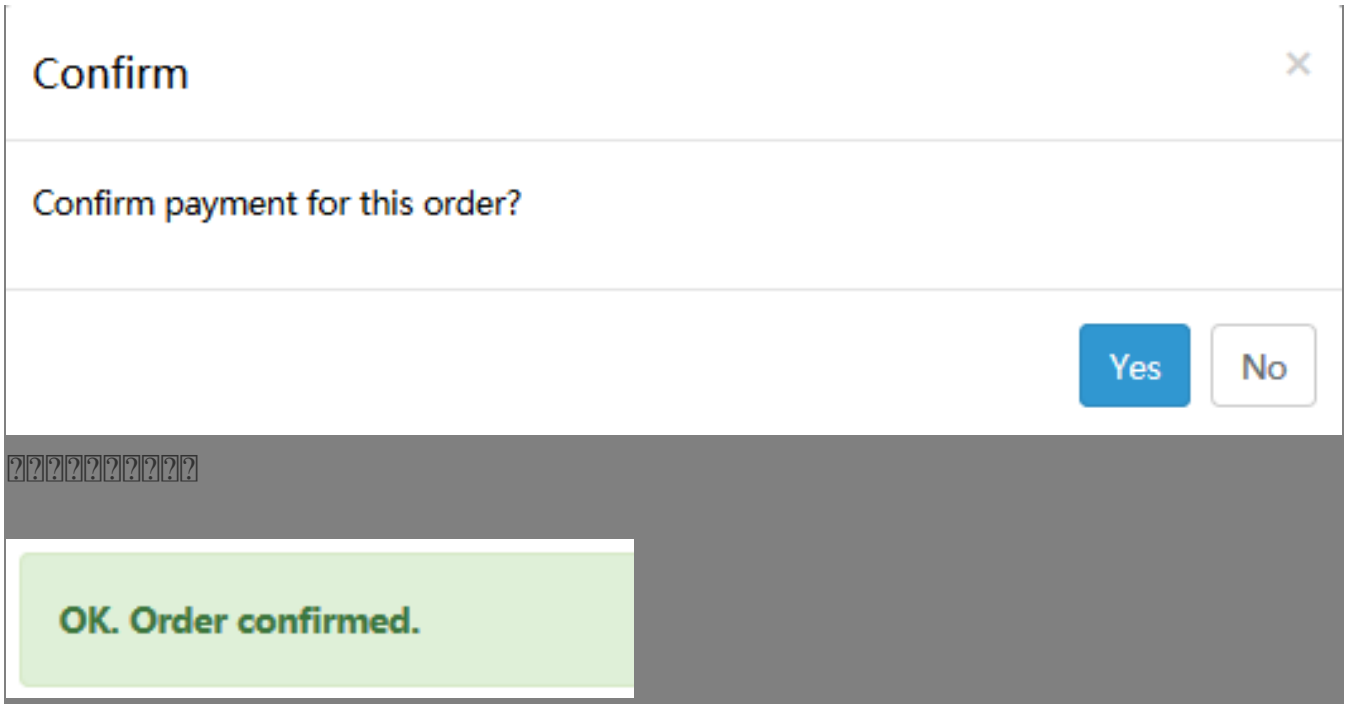 Confirm
×
Confirm payment for this order?
Yes No
OK. Order confirmed.